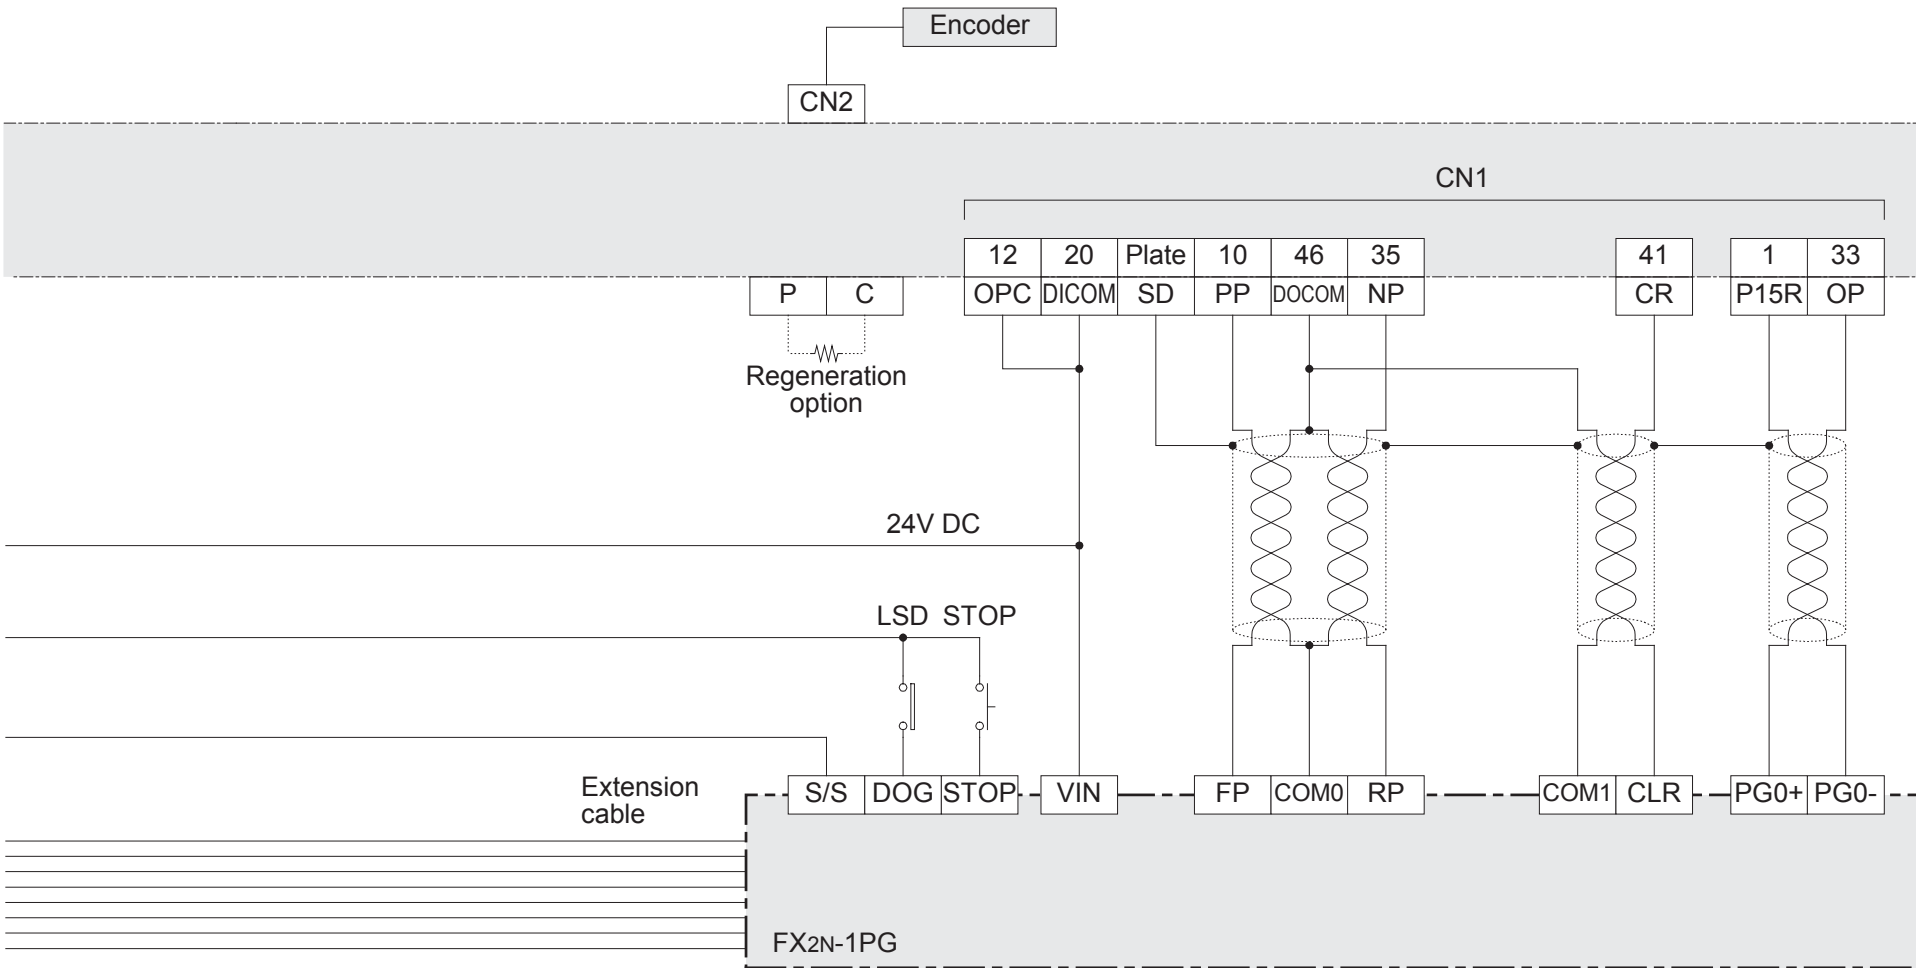 Encoder
CN2
CN1
12 20 Plate 10 46 35 41 1 33
P C OPC DICOM SD PP DOCOM NP CR P15R OP
Regeneration
option
24V DC
LSD STOP
Extension
cable
S/S DOG STOP VIN FP COM0 RP COM1 CLR PG0+ PG0-
FX2N-1PG